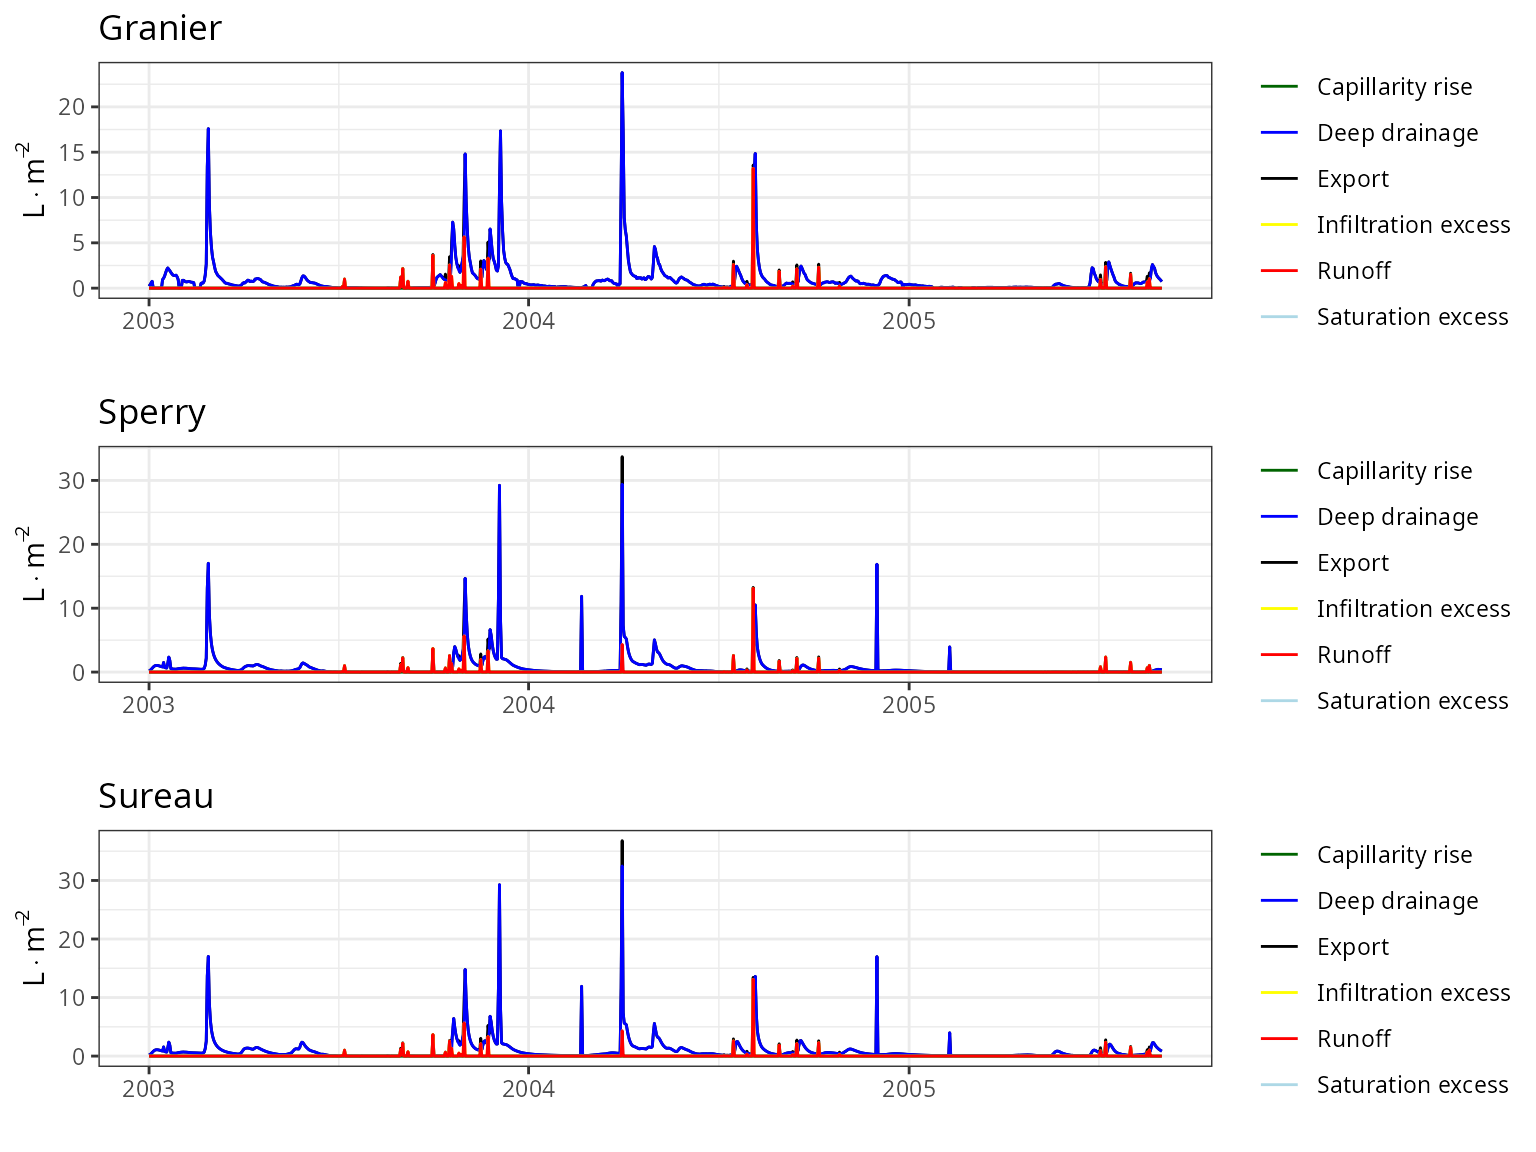 Granier
L · m⁻²
20
15
10
5
0
2003
2004
2005
Capillarity rise
Deep drainage
Export
Infiltration excess
Runoff
Saturation excess
Sperry
L · m⁻²
30
20
10
0
2003
2004
2005
Capillarity rise
Deep drainage
Export
Infiltration excess
Runoff
Saturation excess
Sureau
L · m⁻²
30
20
10
0
2003
2004
2005
Capillarity rise
Deep drainage
Export
Infiltration excess
Runoff
Saturation excess